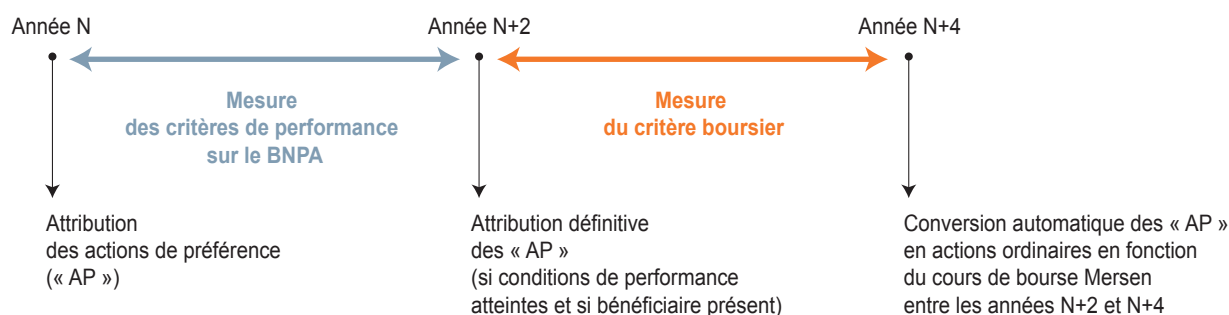 Année N
Année N+2
Année N+4
Mesure
des critères de performance
sur le BNPA
Mesure
du critère boursier
Attribution
des actions de préférence
(« AP »)
Attribution définitive
des « AP »
(si conditions de performance
atteintes et si bénéficiaire présent)
Conversion automatique des « AP »
en actions ordinaires en fonction
du cours de bourse Mersen
entre les années N+2 et N+4